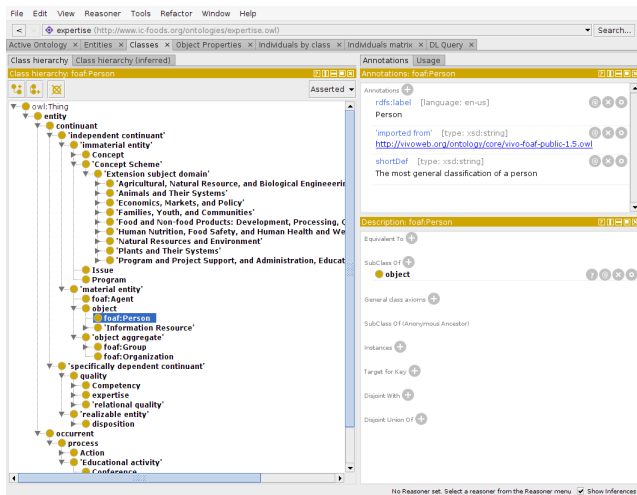 File Edit View Reasoner Tools Refactor Window Help
< > expertise (http://www.ic-foods.org/ontologies/expertise.owl) Search...
Active Ontology × Entities × Classes × Object Properties × Individuals by class × Individuals matrix × DL Query ×
Class hierarchy Class hierarchy (inferred)
Class hierarchy: foaf:Person
Asserted
owl:Thing
entity
continuant
'independent continuant'
'immaterial entity'
Concept
'Concept Scheme'
'Extension subject domain'
'Agricultural, Natural Resource, and Biological Engineeerin
'Animals and Their Systems'
'Economics, Markets, and Policy'
'Families, Youth, and Communities'
'Food and Non-food Products: Development, Processing, Q
'Human Nutrition, Food Safety, and Human Health and We
'Natural Resources and Environment'
'Plants and Their Systems'
'Program and Project Support, and Administration, Educat
Issue
Program
'material entity'
foaf:Agent
object
foaf:Person
'Information Resource'
'object aggregate'
foaf:Group
foaf:Organization
'specifically dependent continuant'
quality
Competency
expertise
'relational quality'
'realizable entity'
disposition
occurrent
process
Action
'Educational activity'
Conference
Annotations Usage
Annotations: foaf:Person
Annotations
rdfs:label [language: en-us]
Person
'imported from' [type: xsd:string]
http://vivoweb.org/ontology/core/vivo-foaf-public-1.5.owl
shortDef [type: xsd:string]
The most general classification of a person
Description: foaf:Person
Equivalent To
SubClass Of
object
General class axioms
SubClass Of (Anonymous Ancestor)
Instances
Target for Key
Disjoint With
Disjoint Union Of
No Reasoner set. Select a reasoner from the Reasoner menu Show Inferences